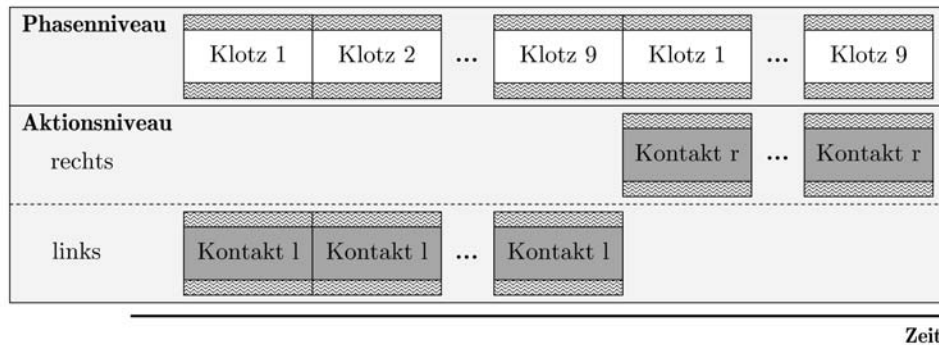 Phasenniveau
Klotz 1 Klotz 2 ... Klotz 9 Klotz 1 ... Klotz 9
Aktionsniveau
rechts Kontakt r ... Kontakt r
links Kontakt l Kontakt l ... Kontakt l
Zeit